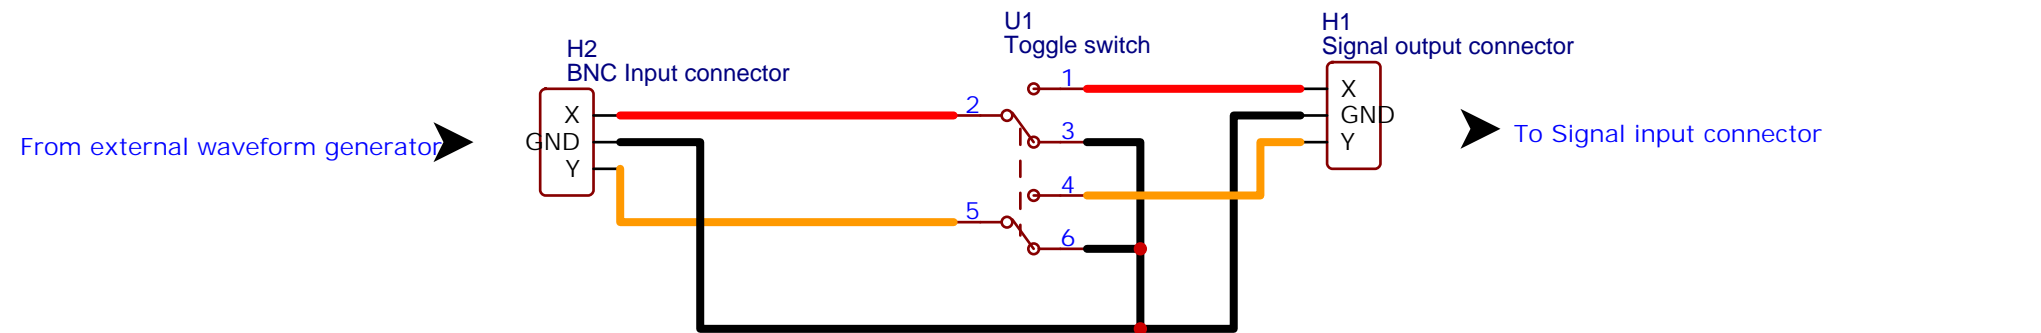 From external waveform generator
H2
BNC Input connector
X
GND
Y
U1
Toggle switch
1
2
3
4
5
6
H1
Signal output connector
X
GND
Y
To Signal input connector